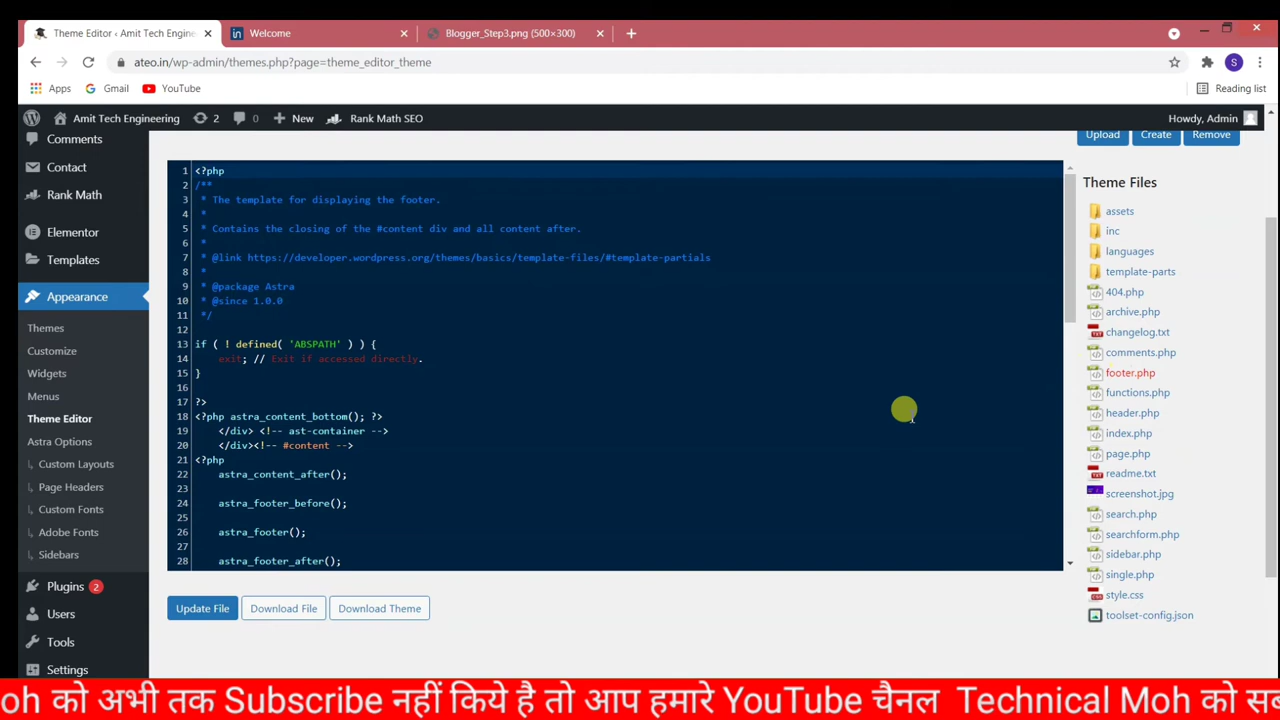 Theme Editor ‹ Amit Tech Engine
Welcome
Blogger_Step3.png (500×300)
ateo.in/wp-admin/themes.php?page=theme_editor_theme
S
Apps
Gmail
YouTube
Reading list
Amit Tech Engineering
2
0
New
Rank Math SEO
Howdy, Admin
Comments
Contact
Rank Math
Elementor
Templates
Appearance
Themes
Customize
Widgets
Menus
Theme Editor
Astra Options
Custom Layouts
Page Headers
Custom Fonts
Adobe Fonts
Sidebars
Plugins 2
Users
Tools
Settings
1 <?php
2 /**
3 * The template for displaying the footer.
4 *
5 * Contains the closing of the #content div and all content after.
6 *
7 * @link https://developer.wordpress.org/themes/basics/template-files/#template-partials
8 *
9 * @package Astra
10 * @since 1.0.0
11 */
12
13 if ( ! defined( 'ABSPATH' ) ) {
14 exit; // Exit if accessed directly.
15 }
16
17 ?>
18 <?php astra_content_bottom(); ?>
19 </div> <!-- ast-container -->
20 </div><!-- #content -->
21 <?php
22 astra_content_after();
23
24 astra_footer_before();
25
26 astra_footer();
27
28 astra_footer_after();
Update File
Download File
Download Theme
Upload
Create
Remove
Theme Files
assets
inc
languages
template-parts
404.php
archive.php
changelog.txt
comments.php
footer.php
functions.php
header.php
index.php
page.php
readme.txt
screenshot.jpg
search.php
searchform.php
sidebar.php
single.php
style.css
toolset-config.json
oh को अभी तक Subscribe नहीं किये है तो आप हमारे YouTube चैनल Technical Moh को सब